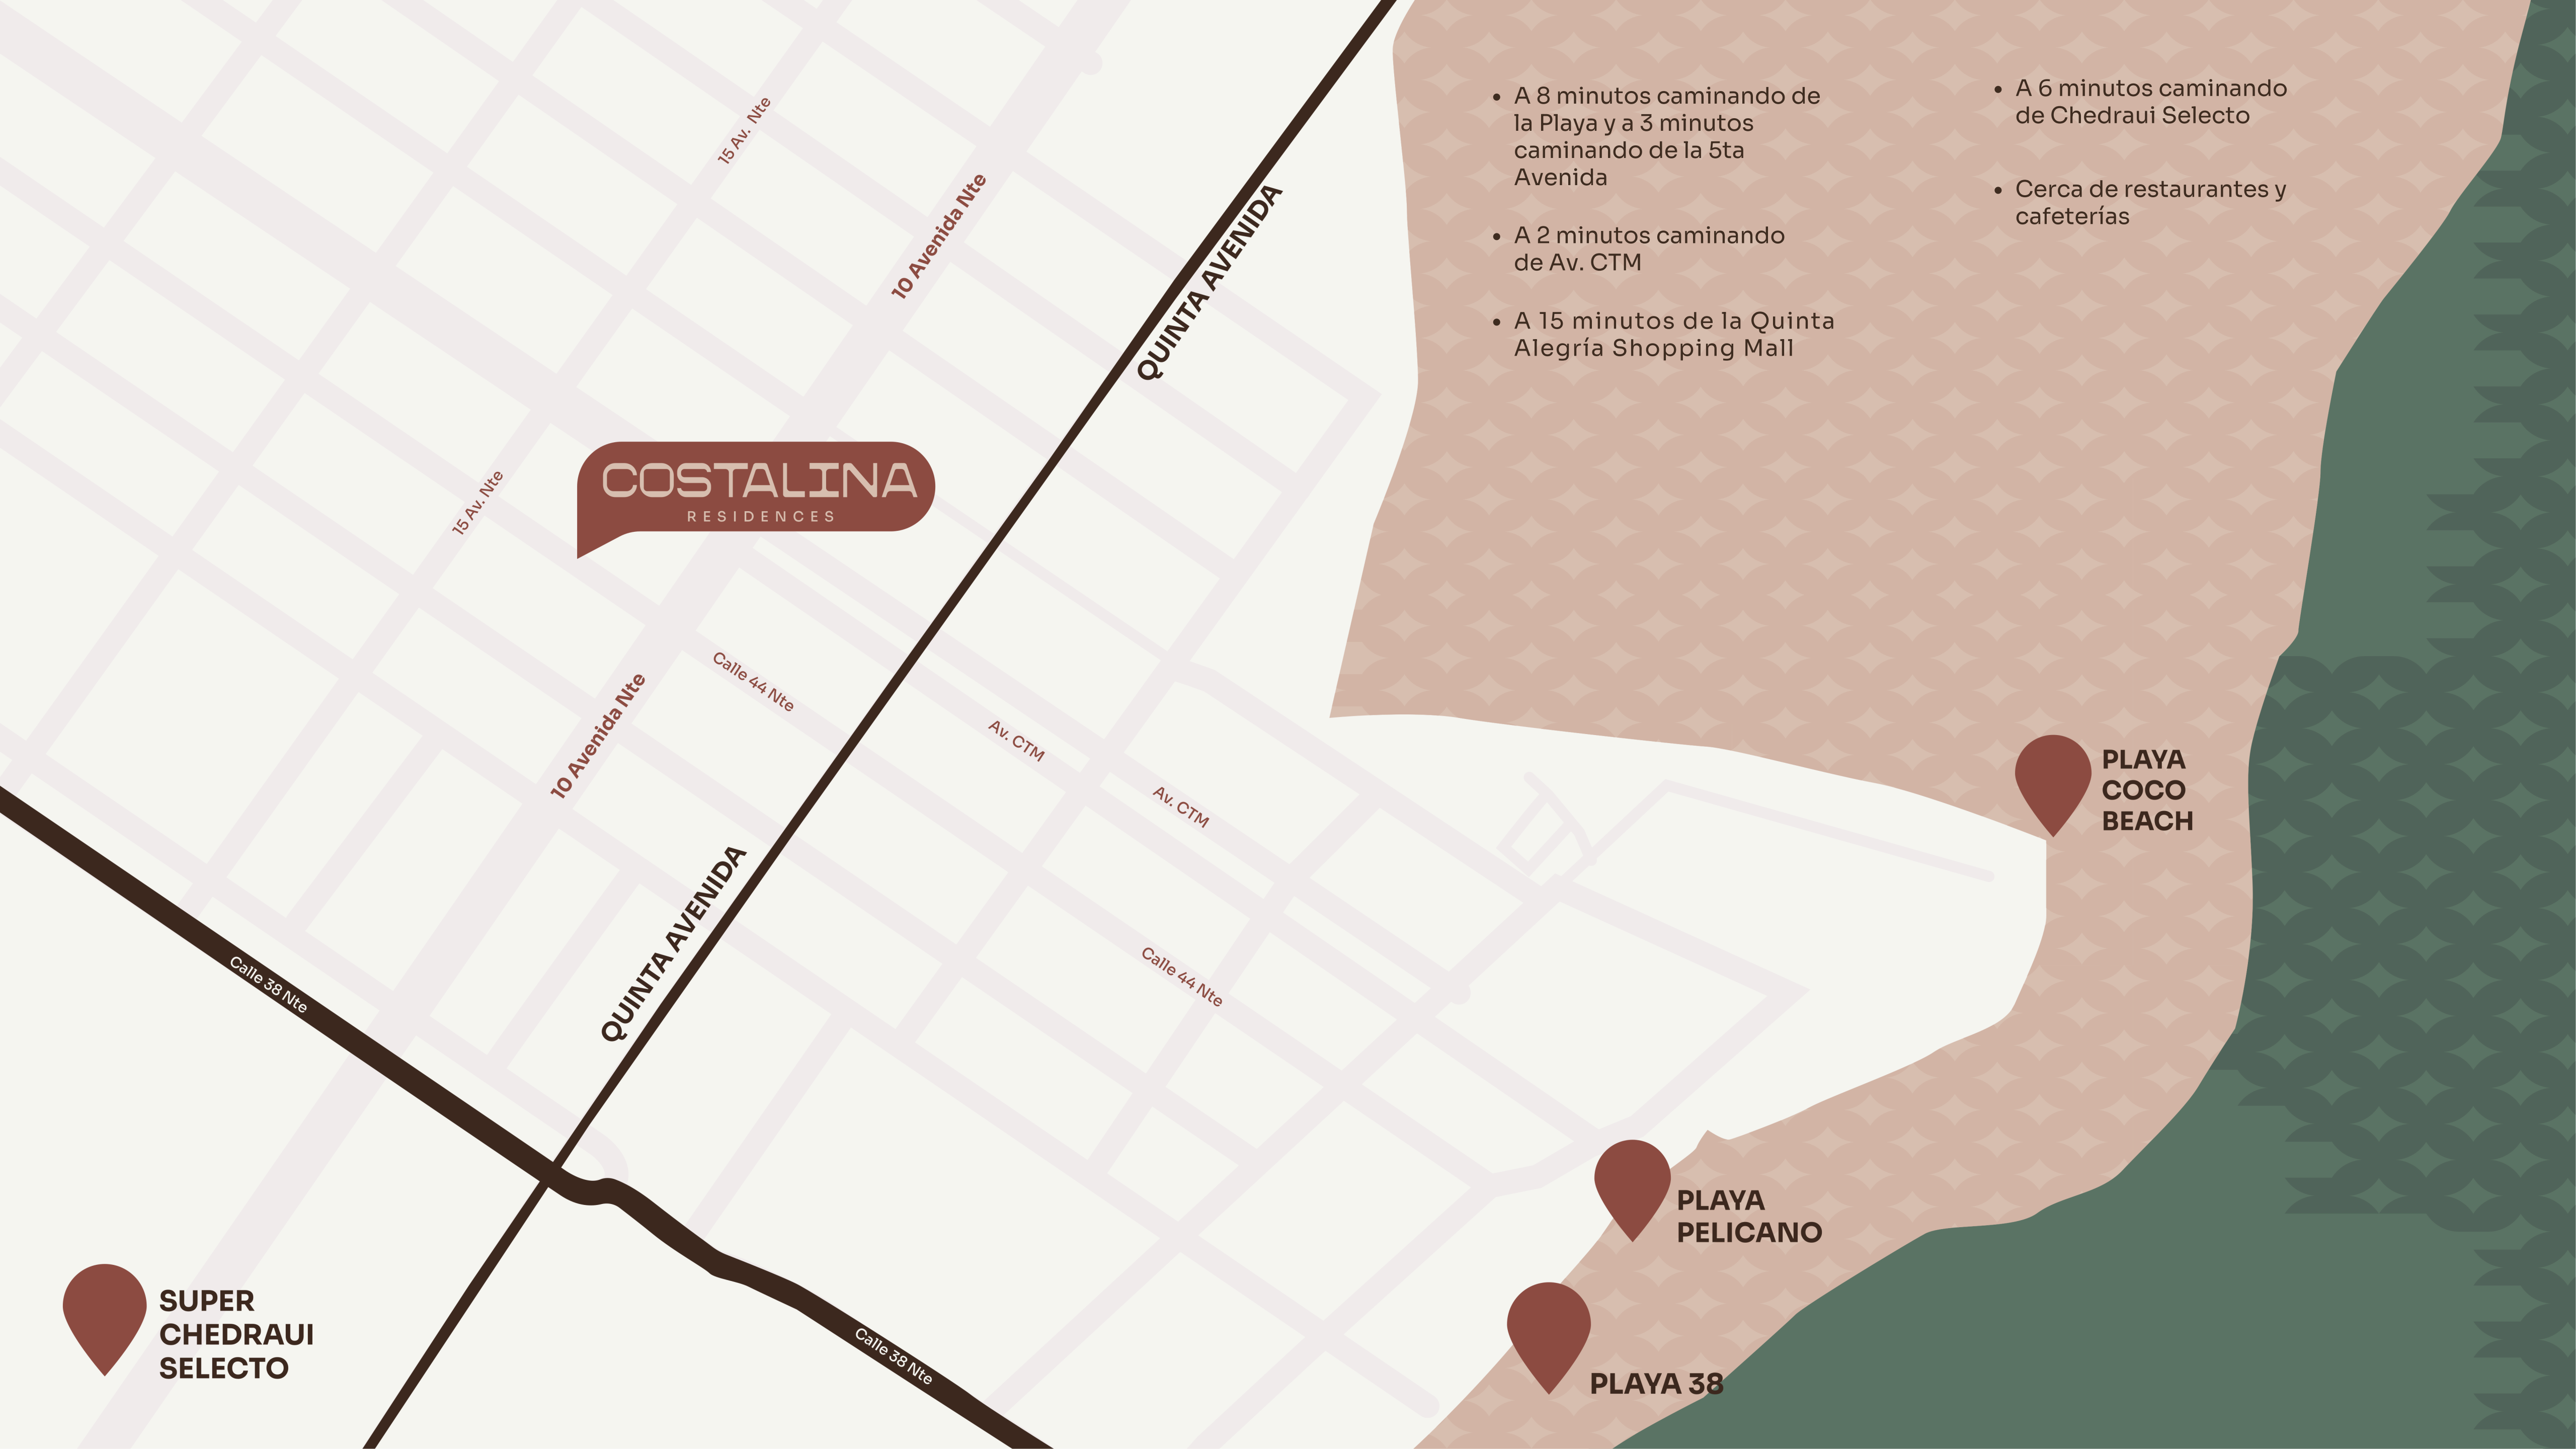 A 8 minutos caminando de
la Playa y a 3 minutos
caminando de la 5ta
Avenida
A 2 minutos caminando
de Av. CTM
A 15 minutos de la Quinta
Alegría Shopping Mall
A 6 minutos caminando
de Chedraui Selecto
Cerca de restaurantes y
cafeterías
15 Av. Nte
10 Avenida Nte
QUINTA AVENIDA
COSTALINA
RESIDENCES
15 Av. Nte
Calle 44 Nte
10 Avenida Nte
Av. CTM
Av. CTM
PLAYA
COCO
BEACH
QUINTA AVENIDA
Calle 44 Nte
Calle 38 Nte
PLAYA
PELICANO
SUPER
CHEDRAUI
SELECTO
Calle 38 Nte
PLAYA 38